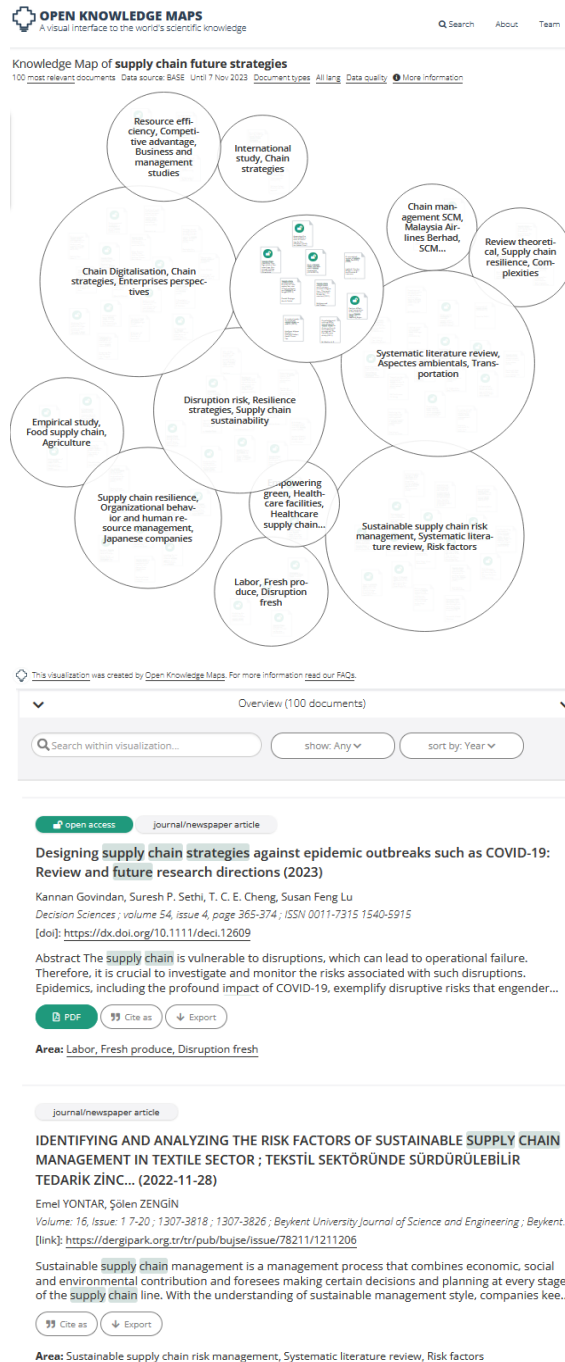 OPEN KNOWLEDGE MAPS
A visual interface to the world's scientific knowledge
Search About Team
Knowledge Map of supply chain future strategies
100 most relevant documents Data source: BASE Until 7 Nov 2023 Document types All lang Data quality More information
Resource effi-
ciency, Competi-
tive advantage,
Business and
management
studies
International
study, Chain
strategies
Chain man-
agement SCM,
Malaysia Air-
lines Berhad,
SCM...
Review theoreti-
cal, Supply chain
resilience, Com-
plexities
Chain Digitalisation, Chain
strategies, Enterprises perspec-
tives
Systematic literature review,
Aspectes ambientals, Trans-
portation
Disruption risk, Resilience
strategies, Supply chain
sustainability
Empirical study,
Food supply chain,
Agriculture
Supply chain resilience,
Organizational behav-
ior and human re-
source management,
Japanese companies
green, Health-
care facilities,
Healthcare
supply chain...
Sustainable supply chain risk
management, Systematic litera-
ture review, Risk factors
Labor, Fresh pro-
duce, Disruption
fresh
This visualization was created by Open Knowledge Maps. For more information read our FAQs.
Overview (100 documents)
Search within visualization...
show: Any
sort by: Year
open access
journal/newspaper article
Designing supply chain strategies against epidemic outbreaks such as COVID-19:
Review and future research directions (2023)
Kannan Govindan, Suresh P. Sethi, T. C. E. Cheng, Susan Feng Lu
Decision Sciences ; volume 54, issue 4, page 365-374 ; ISSN 0011-7315 1540-5915
[doi]: https://dx.doi.org/10.1111/deci.12609
Abstract The supply chain is vulnerable to disruptions, which can lead to operational failure.
Therefore, it is crucial to investigate and monitor the risks associated with such disruptions.
Epidemics, including the profound impact of COVID-19, exemplify disruptive risks that engender...
PDF
Cite as
Export
Area: Labor, Fresh produce, Disruption fresh
journal/newspaper article
IDENTIFYING AND ANALYZING THE RISK FACTORS OF SUSTAINABLE SUPPLY CHAIN
MANAGEMENT IN TEXTILE SECTOR ; TEKSTİL SEKTÖRÜNDE SÜRDÜRÜLEBİLİR
TEDARİK ZİNC... (2022-11-28)
Emel YONTAR, Şölen ZENGİN
Volume: 16, Issue: 1 7-20 ; 1307-3818 ; 1307-3826 ; Beykent University Journal of Science and Engineering ; Beykent.
[link]: https://dergipark.org.tr/tr/pub/bujse/issue/78211/1211206
Sustainable supply chain management is a management process that combines economic, social
and environmental contribution and foresees making certain decisions and planning at every stage
of the supply chain line. With the understanding of sustainable management style, companies kee..
Cite as
Export
Area: Sustainable supply chain risk management, Systematic literature review, Risk factors